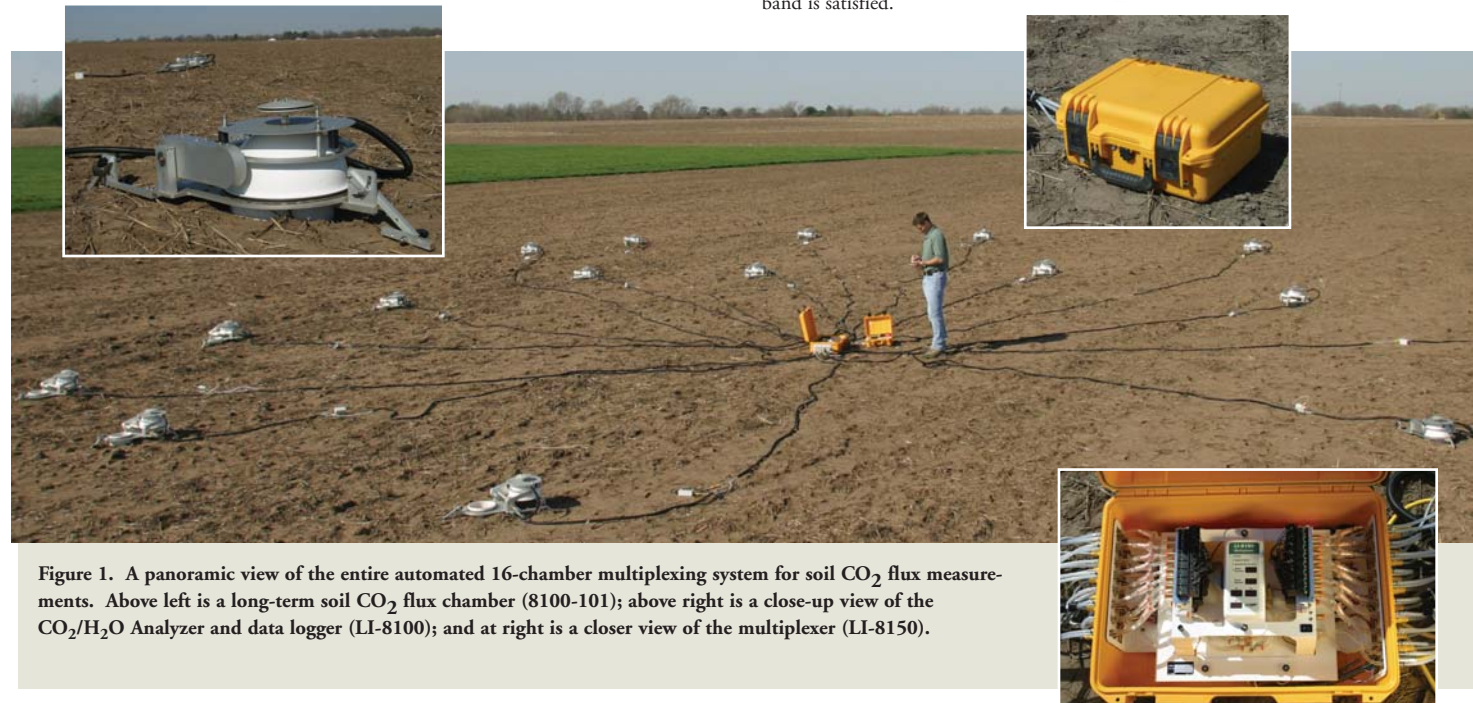 band is satisfied.
Figure 1. A panoramic view of the entire automated 16-chamber multiplexing system for soil CO2 flux measure-
ments. Above left is a long-term soil CO2 flux chamber (8100-101); above right is a close-up view of the
CO2/H2O Analyzer and data logger (LI-8100); and at right is a closer view of the multiplexer (LI-8150).